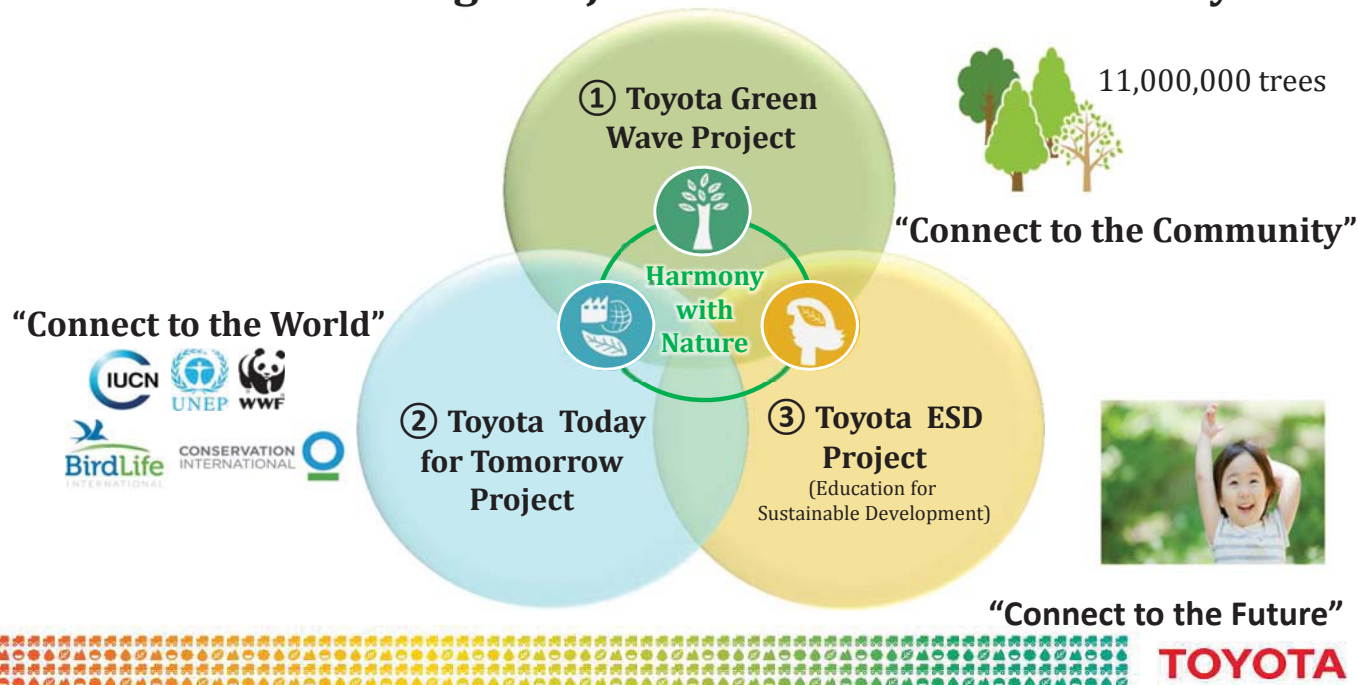 ① Toyota Green
Wave Project
11,000,000 trees
“Connect to the Community”
Harmony
with
Nature
“Connect to the World”
IUCN
UNEP
WWF
BirdLife
INTERNATIONAL
CONSERVATION
INTERNATIONAL
② Toyota Today
for Tomorrow
Project
③ Toyota ESD
Project
(Education for
Sustainable Development)
“Connect to the Future”
TOYOTA